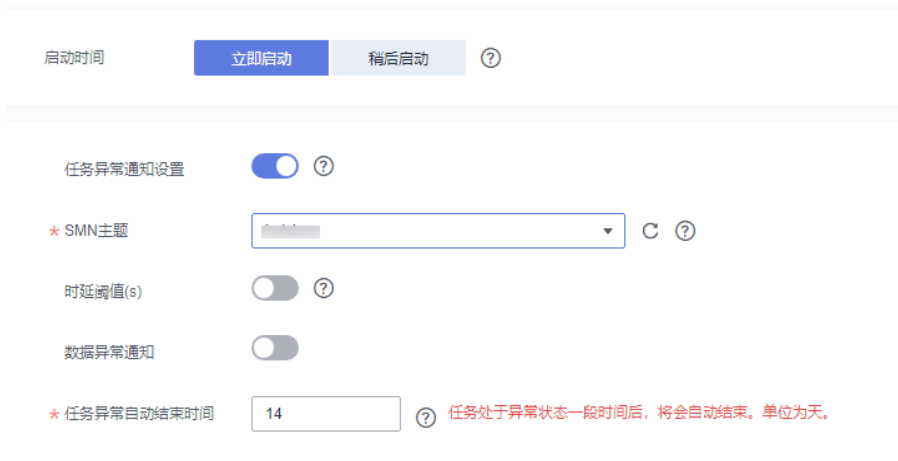 启动时间 立即启动 稍后启动 ?
任务异常通知设置 ?
* SMN主题 ?
时延阈值(s) ?
数据异常通知
* 任务异常自动结束时间 14 ? 任务处于异常状态一段时间后，将会自动结束。单位为天。